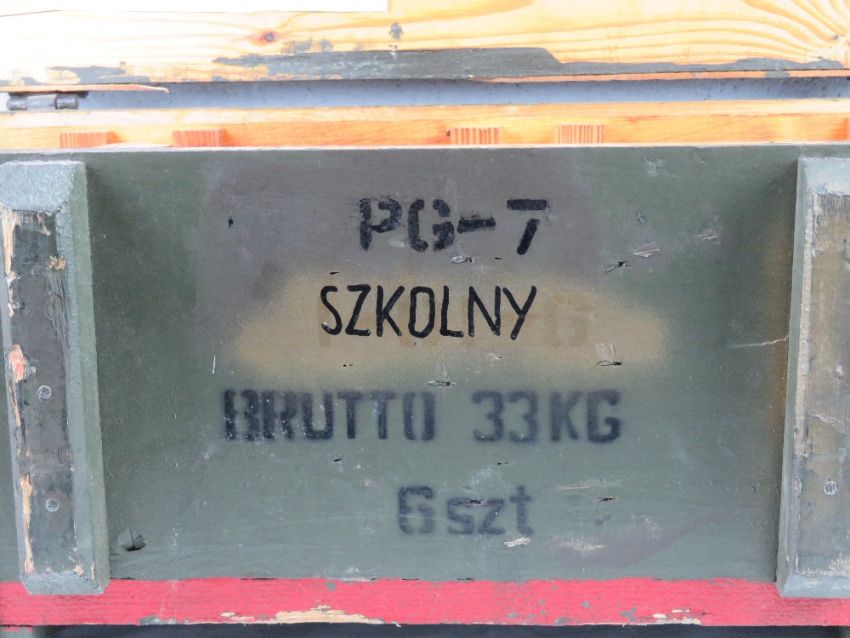 PG-7
SZKOLNY
BRUTTO 33KG
6szt